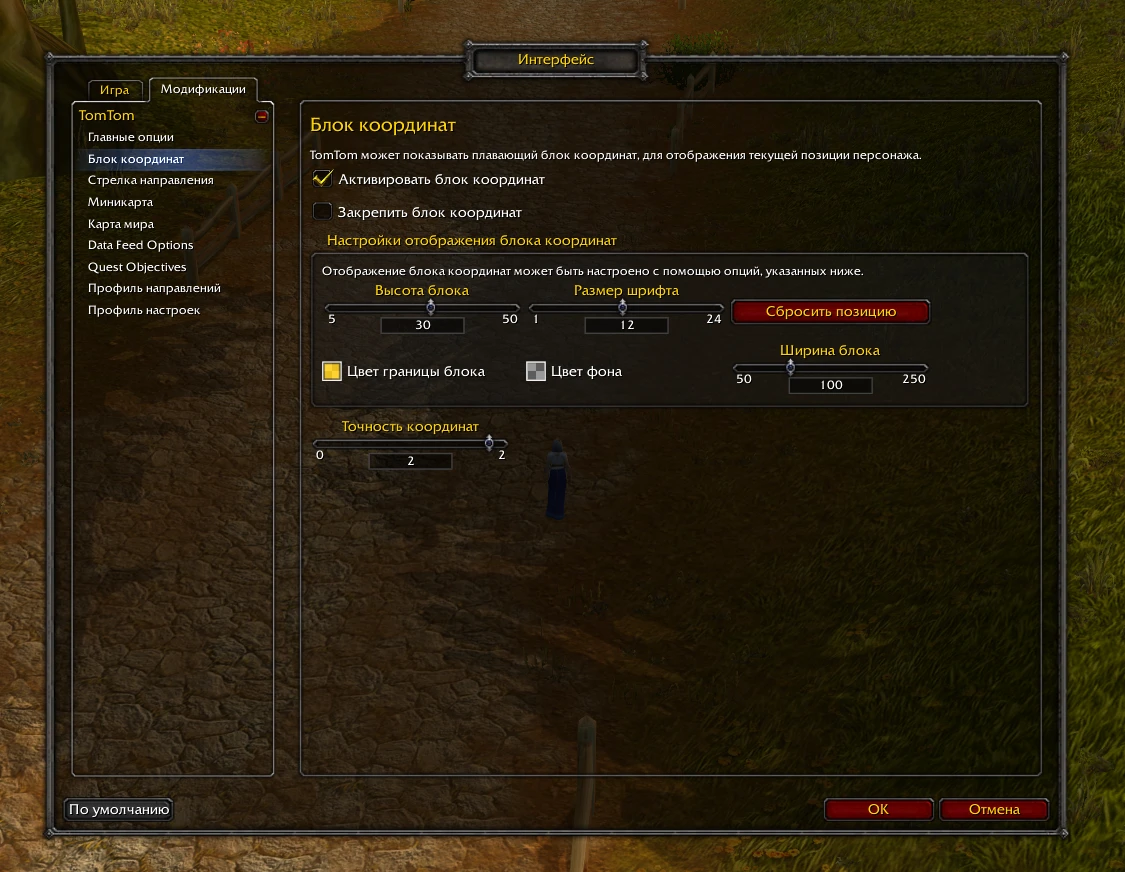 Интерфейс
Игра
Модификации
TomTom
Главные опции
Блок координат
Стрелка направления
Миникарта
Карта мира
Data Feed Options
Quest Objectives
Профиль направлений
Профиль настроек
Блок координат
TomTom может показывать плавающий блок координат, для отображения текущей позиции персонажа.
Активировать блок координат
Закрепить блок координат
Настройки отображения блока координат
Отображение блока координат может быть настроено с помощью опций, указанных ниже.
Высота блока
5 30 50
Размер шрифта
1 12 24
Сбросить позицию
Цвет границы блока
Цвет фона
Ширина блока
50 100 250
Точность координат
0 2 2
По умолчанию
ОК
Отмена